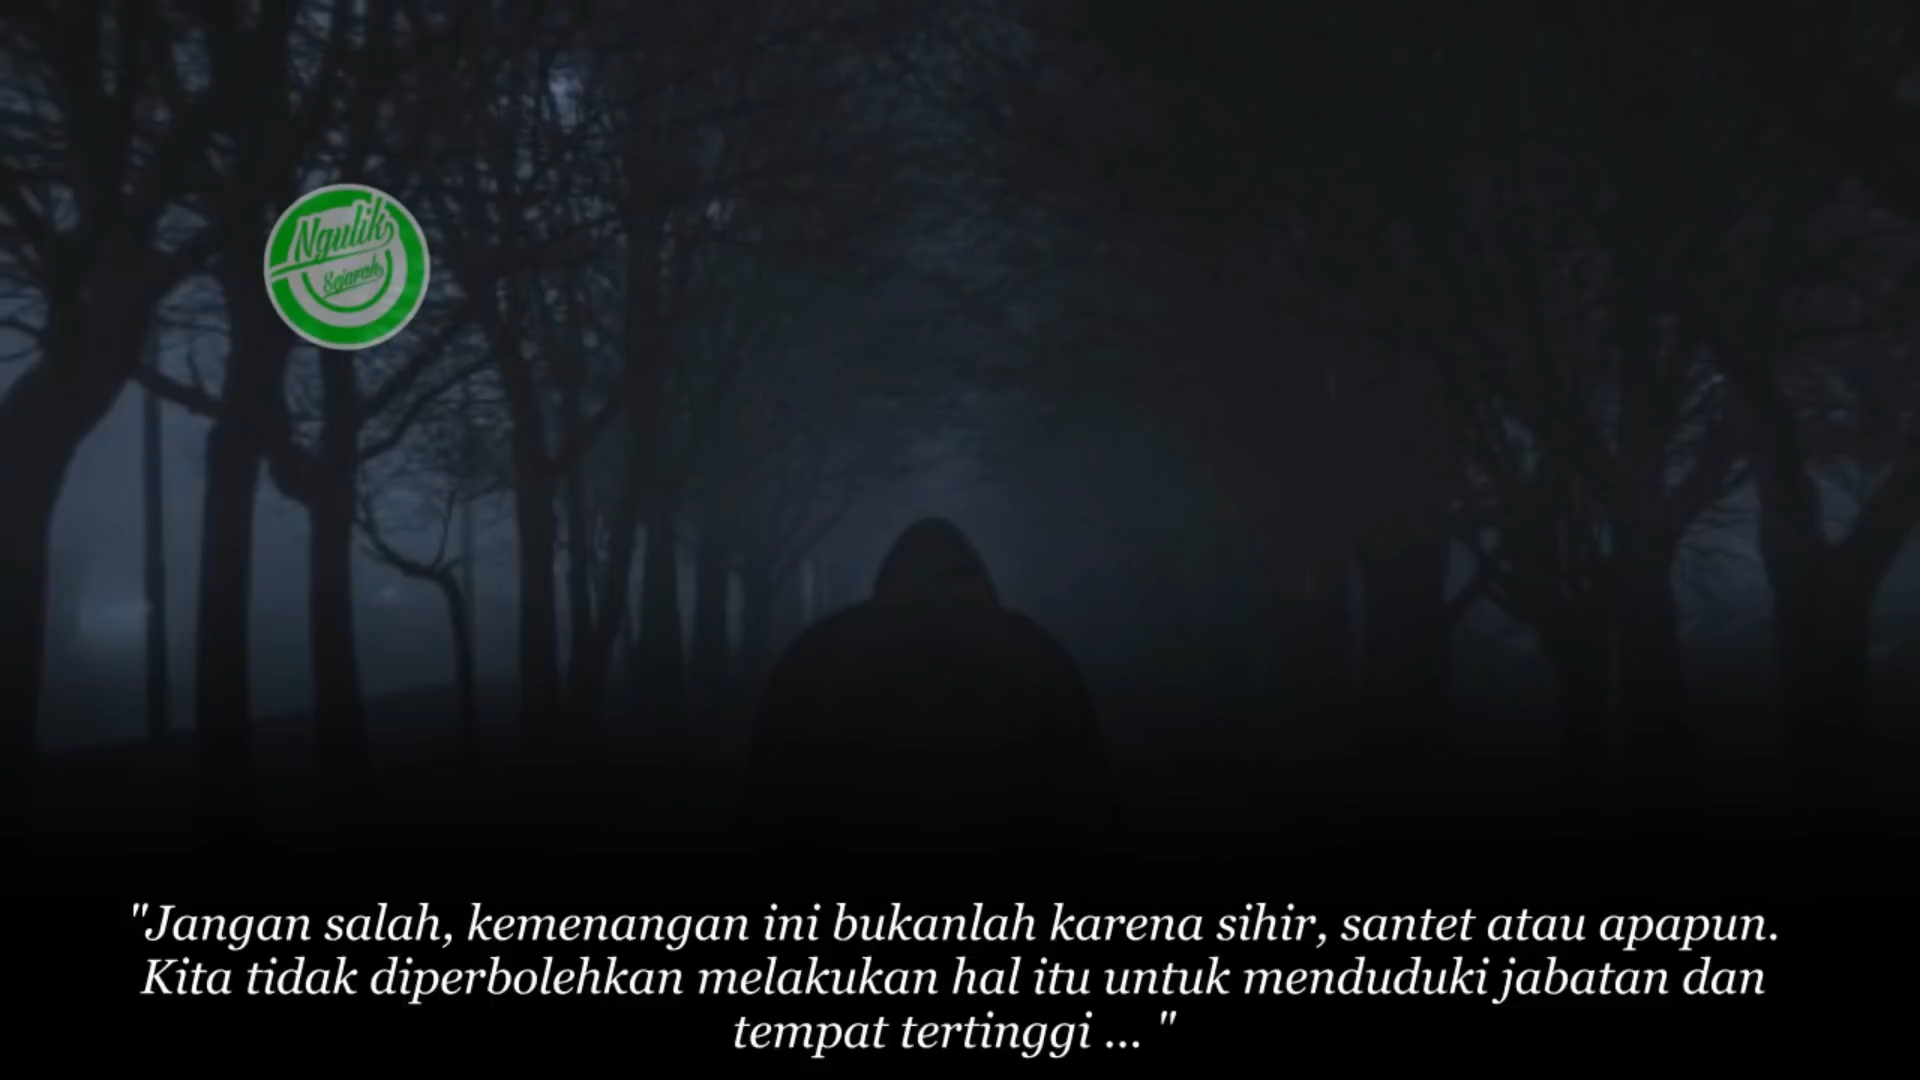 Ngulik
Sejarah
"Jangan salah, kemenangan ini bukanlah karena sihir, santet atau apapun.
Kita tidak diperbolehkan melakukan hal itu untuk menduduki jabatan dan
tempat tertinggi ... "